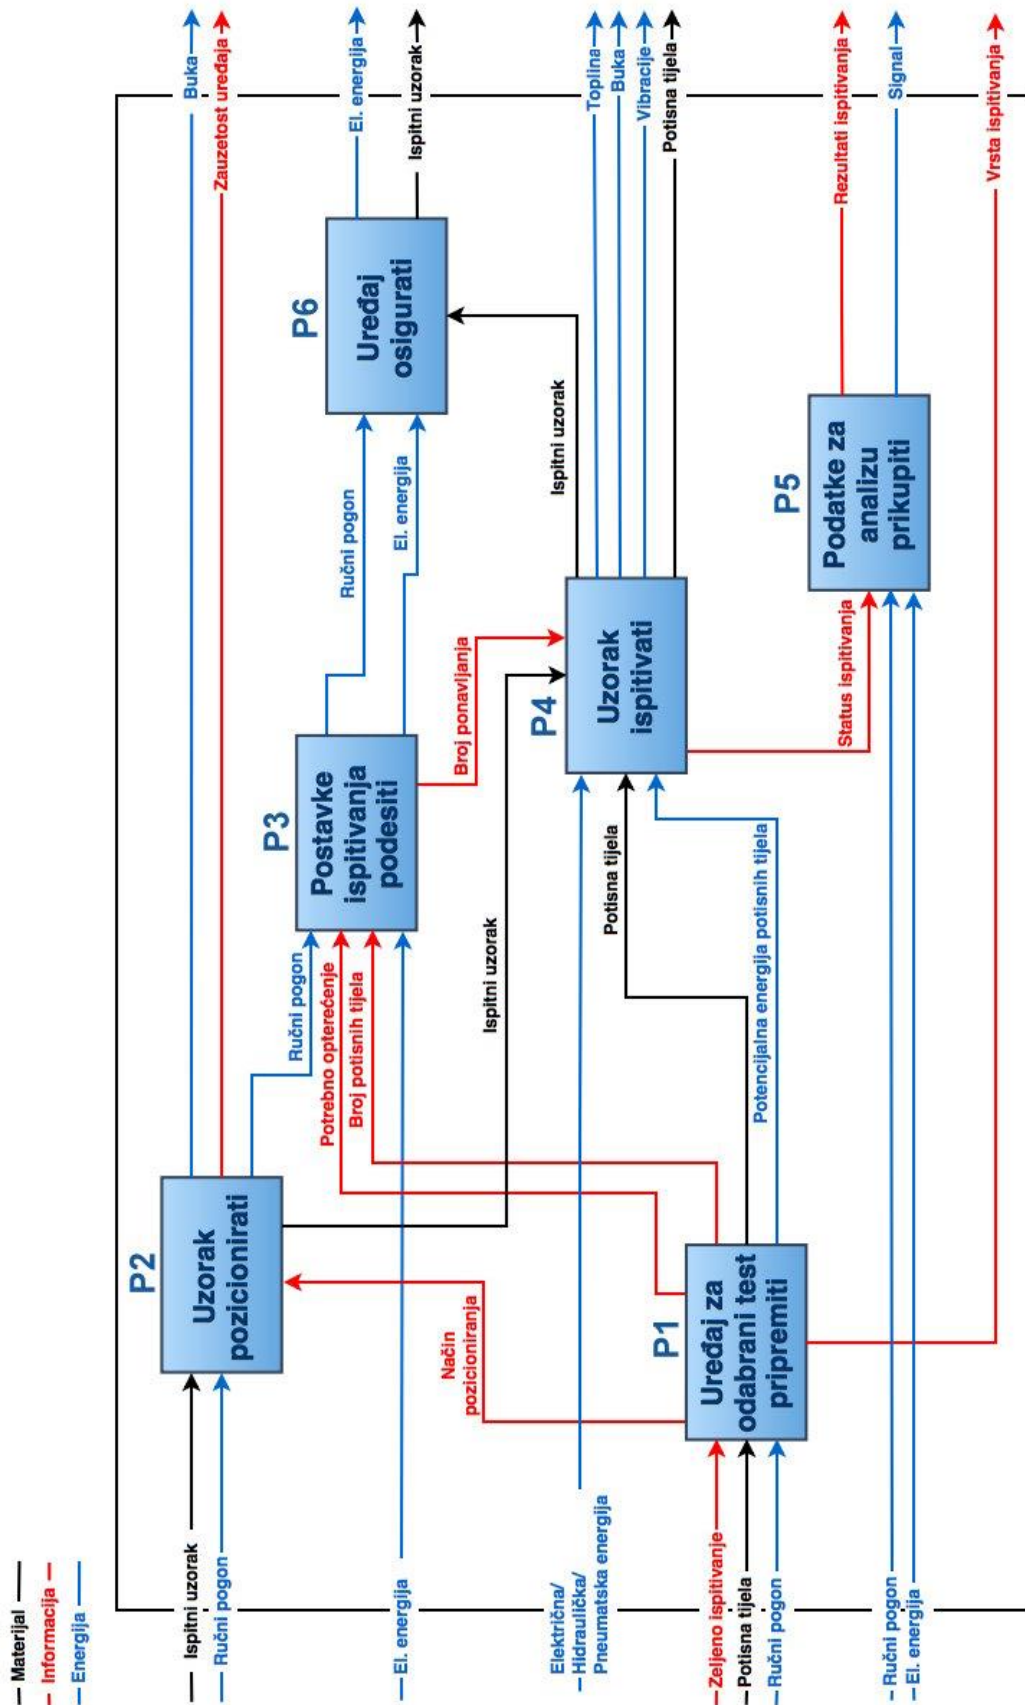 Materijal
Informacija
Energija
Ispitni uzorak
Ručni pogon
El. energija
Električna/
Hidraulička/
Pneumatska energija
Zeljeno ispitivanje
Potisna tijela
Ručni pogon
Ručni pogon
El. energija
P2
Uzorak
pozicionirati
Način
pozicioniranja
P1
Uređaj za
odabrani test
pripremiti
Ručni pogon
Potrebno opterećenje
Broj potisnih tijela
Ispitni uzorak
Potisna tijela
Potencijalna energija potisnih tijela
P3
Postavke
ispitivanja
podesiti
Broj ponavljanja
P4
Uzorak
ispitivati
Status ispitivanja
Ručni pogon
El. energija
Ispitni uzorak
P5
Podatke za
analizu
prikupiti
P6
Uređaj
osigurati
Buka
Zauzetost uređaja
El. energija
Ispitni uzorak
Toplina
Buka
Vibracije
Potisna tijela
Rezultati ispitivanja
Signal
Vrsta ispitivanja